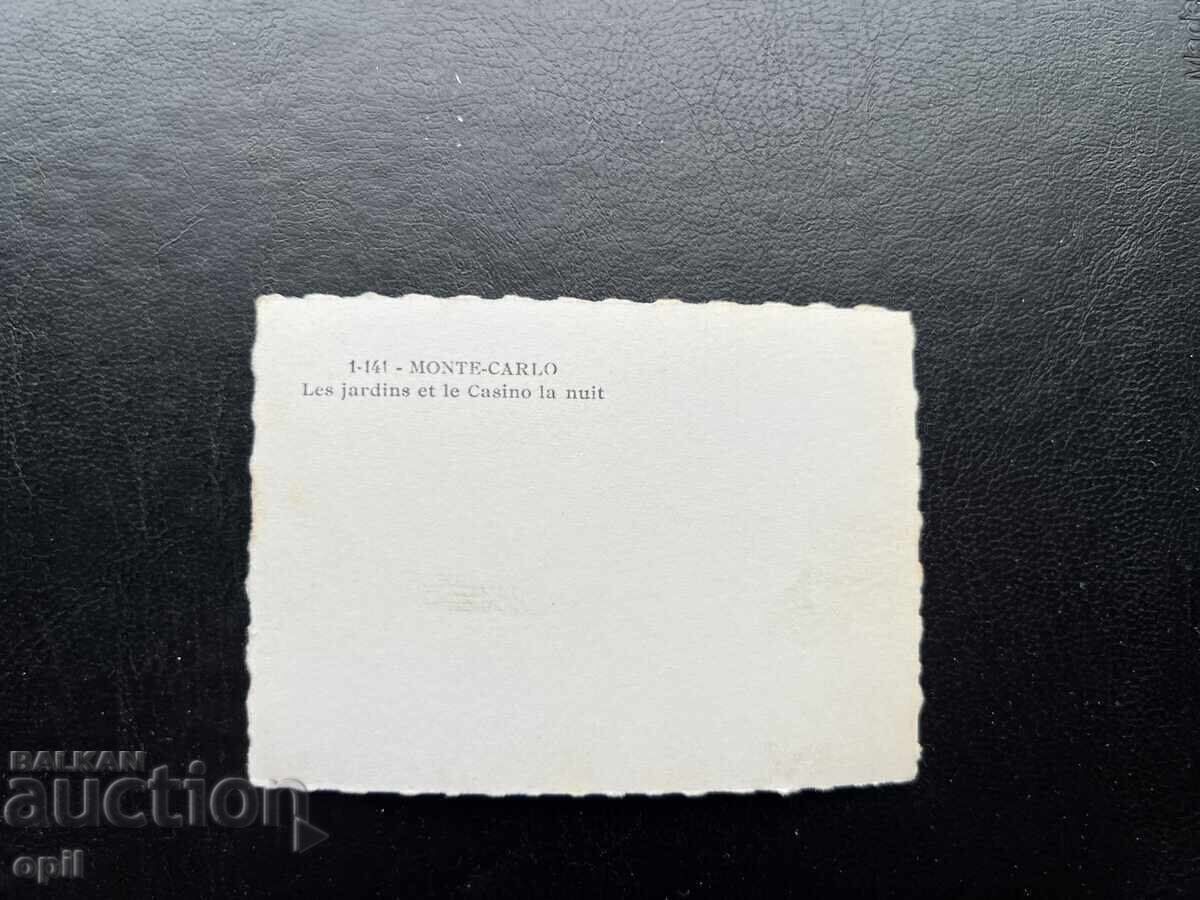 1-141 - MONTE-CARLO
Les jardins et le Casino la nuit
BALKAN
auction
opil